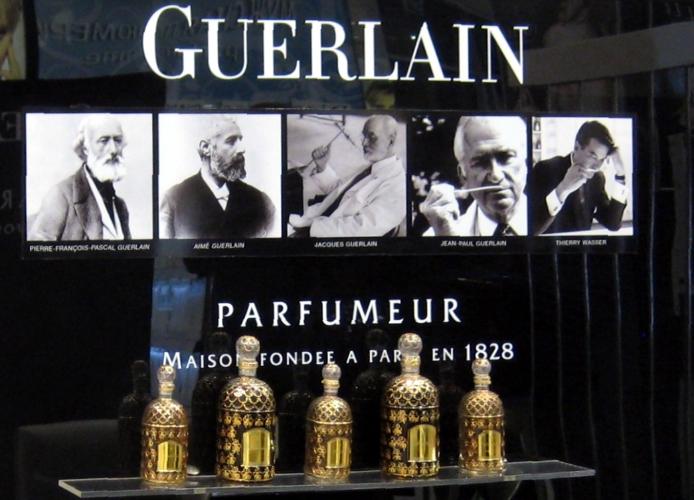 GUERLAIN
PIERRE-FRANÇOIS-PASCAL GUERLAIN
AIMÉ GUERLAIN
JACQUES GUERLAIN
JEAN-PAUL GUERLAIN
THIERRY WASSER
PARFUMEUR
MAISON FONDEE A PARIS EN 1828